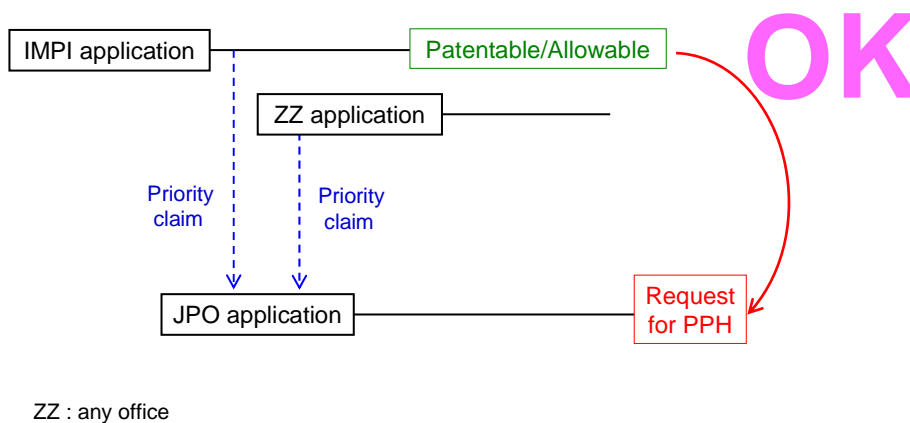 OK
IMPI application
Patentable/Allowable
ZZ application
Priority
claim
Priority
claim
JPO application
Request
for PPH
ZZ : any office